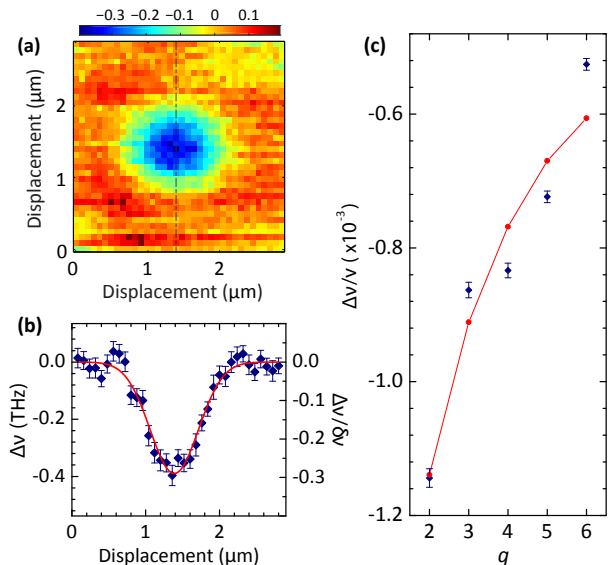 −0.3 −0.2 −0.1 0 0.1
(a)
Displacement (μm)
2
1
0
0 1 2
Displacement (μm)
(b)
Δν (THz)
0.0
-0.2
-0.4
0.0
-0.1
-0.2
-0.3
Δν/δν
0 1 2
Displacement (μm)
(c)
Δν/ν ( x10⁻³)
-0.6
-0.8
-1.0
-1.2
2 3 4 5 6
q